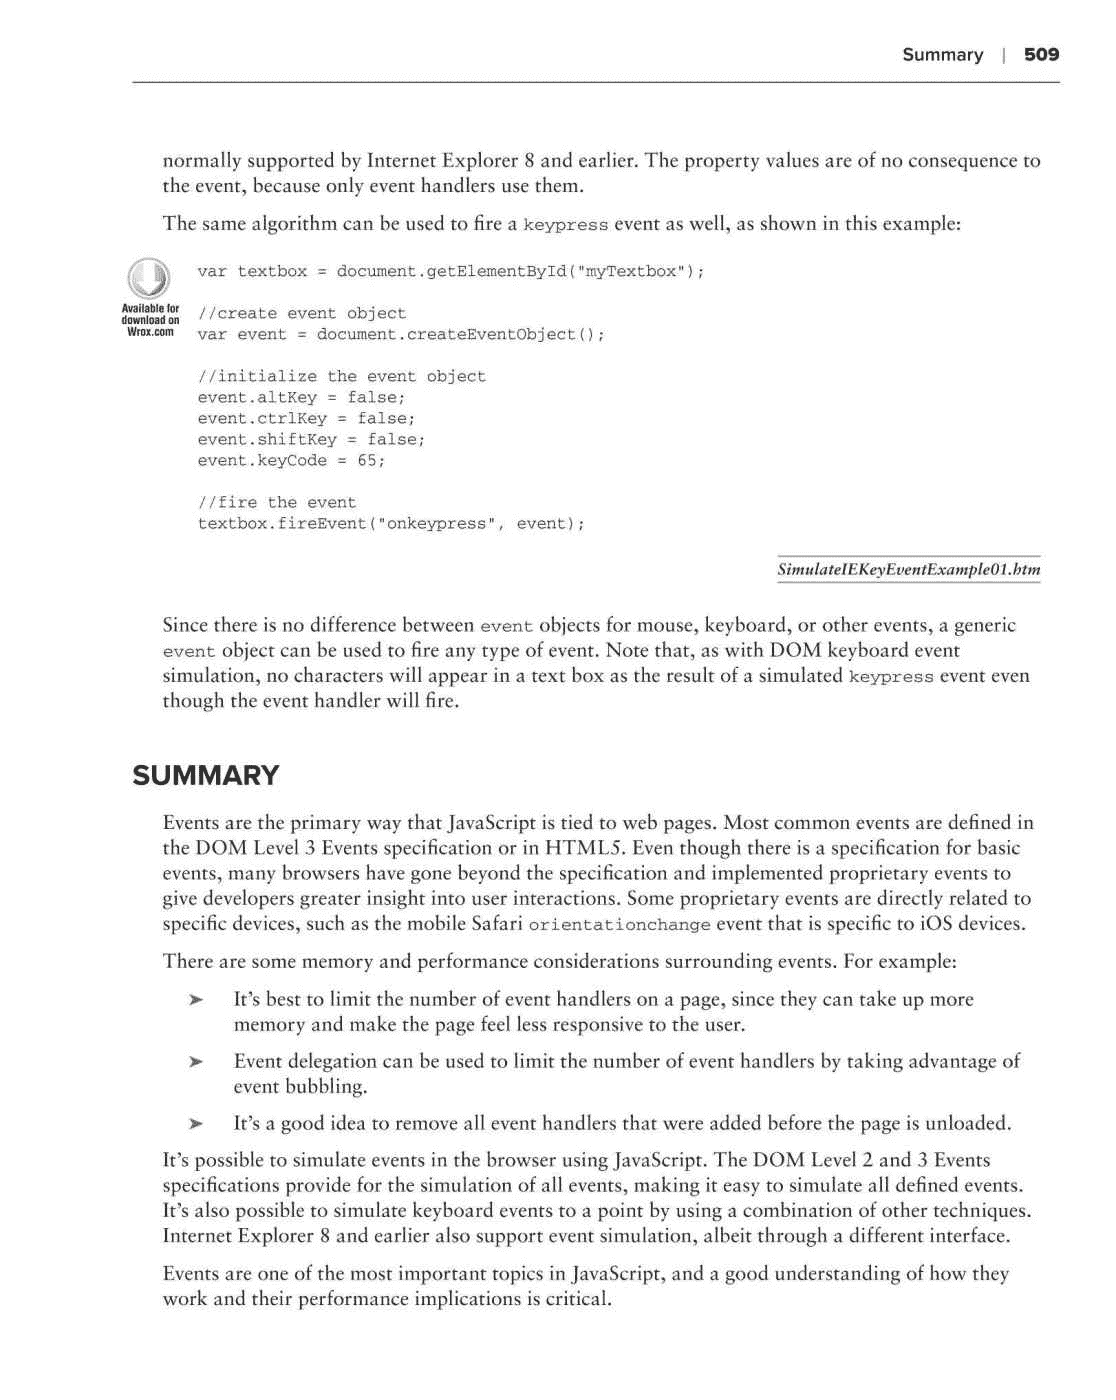 Summary | 509
normally supported by Internet Explorer 8 and earlier. The property values are of no consequence to
the event, because only event handlers use them.
The same algorithm can be used to fire a keypress event as well, as shown in this example:
var textbox = document.getElementById("myTextbox");
Available for
download on
Wrox.com
//create event object
var event = document.createEventObject();
//initialize the event object
event.altKey = false;
event.ctrlKey = false;
event.shiftKey = false;
event.keyCode = 65;
//fire the event
textbox.fireEvent("onkeypress", event);
SimulateIEKeyEventExample01.htm
Since there is no difference between event objects for mouse, keyboard, or other events, a generic
event object can be used to fire any type of event. Note that, as with DOM keyboard event
simulation, no characters will appear in a text box as the result of a simulated keypress event even
though the event handler will fire.
SUMMARY
Events are the primary way that JavaScript is tied to web pages. Most common events are defined in
the DOM Level 3 Events specification or in HTML5. Even though there is a specification for basic
events, many browsers have gone beyond the specification and implemented proprietary events to
give developers greater insight into user interactions. Some proprietary events are directly related to
specific devices, such as the mobile Safari orientationchange event that is specific to iOS devices.
There are some memory and performance considerations surrounding events. For example:
➤ It's best to limit the number of event handlers on a page, since they can take up more
memory and make the page feel less responsive to the user.
➤ Event delegation can be used to limit the number of event handlers by taking advantage of
event bubbling.
➤ It's a good idea to remove all event handlers that were added before the page is unloaded.
It's possible to simulate events in the browser using JavaScript. The DOM Level 2 and 3 Events
specifications provide for the simulation of all events, making it easy to simulate all defined events.
It's also possible to simulate keyboard events to a point by using a combination of other techniques.
Internet Explorer 8 and earlier also support event simulation, albeit through a different interface.
Events are one of the most important topics in JavaScript, and a good understanding of how they
work and their performance implications is critical.